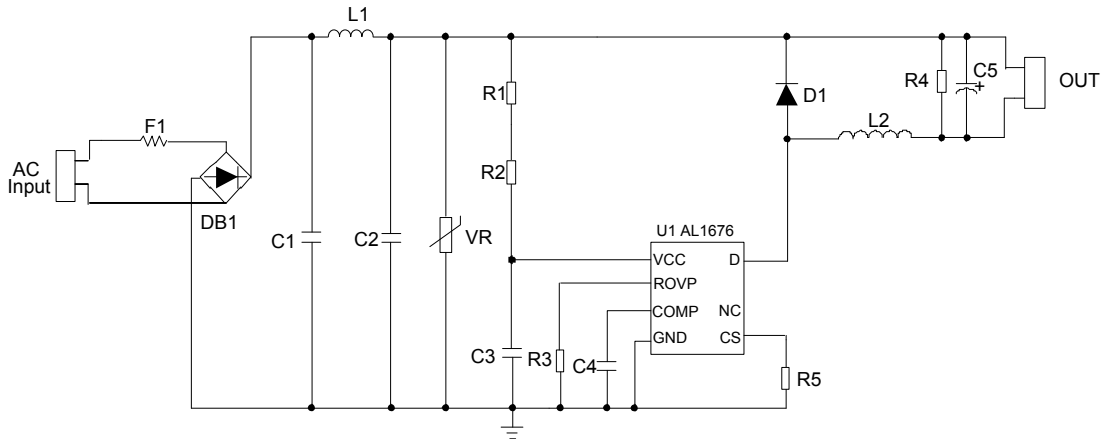 L1
R1
R4
C5
OUT
D1
F1
L2
AC
Input
R2
DB1
C1
C2
VR
U1 AL1676
VCC
D
ROVP
COMP
NC
GND
CS
C3
R3
C4
R5